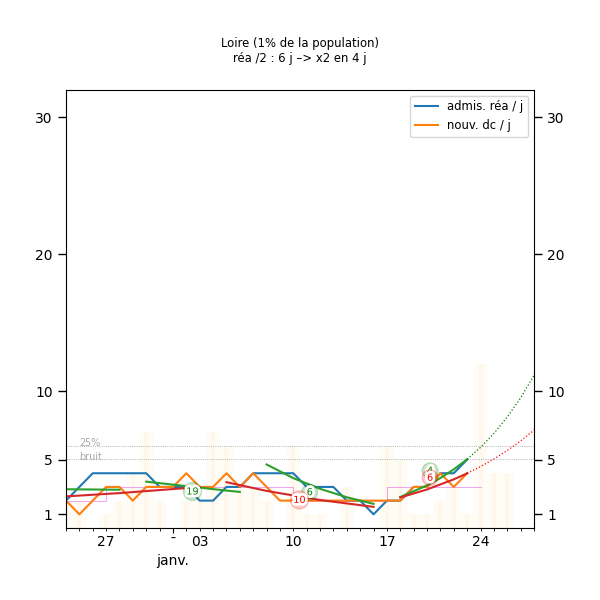 Loire (1% de la population)
réa /2 : 6 j –> x2 en 4 j
admis. réa / j
nouv. dc / j
30 30
20 20
10 10
25%
bruit
5 5
4
6
19
6
10
1 1
27 - 03 10 17 24
janv.